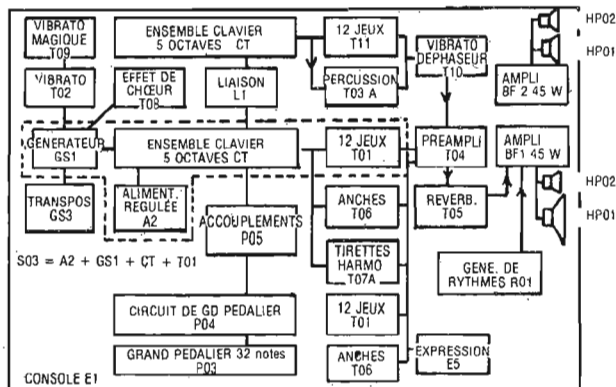 VIBRATO
MAGIQUE
T09
ENSEMBLE CLAVIER
5 OCTAVES CT
12 JEUX
T11
VIBRATO
DEPHASEUR
T10
HP02
HP01
VIBRATO
T02
EFFET DE
CHŒUR
T08
LIAISON
L1
PERCUSSION
T03 A
AMPLI
BF 2 45 W
GENERATEUR
GS1
ENSEMBLE CLAVIER
5 OCTAVES CT
12 JEUX
T01
PREAMPLI
T04
AMPLI
BF1 45 W
TRANSPOS
GS3
ALIMENT.
REGULÉE
A2
ACCOUPLEMENTS
P05
ANCHES
T06
REVERB.
T05
HP02
HP01
S03 = A2 + GS1 + CT + T01
TIRETTES
HARMO
T07A
GENE. DE
RYTHMES R01
CIRCUIT DE GD PEDALIER
P04
12 JEUX
T01
GRAND PEDALIER 32 notes
P03
ANCHES
T06
EXPRESSION
E5
CONSOLE E1